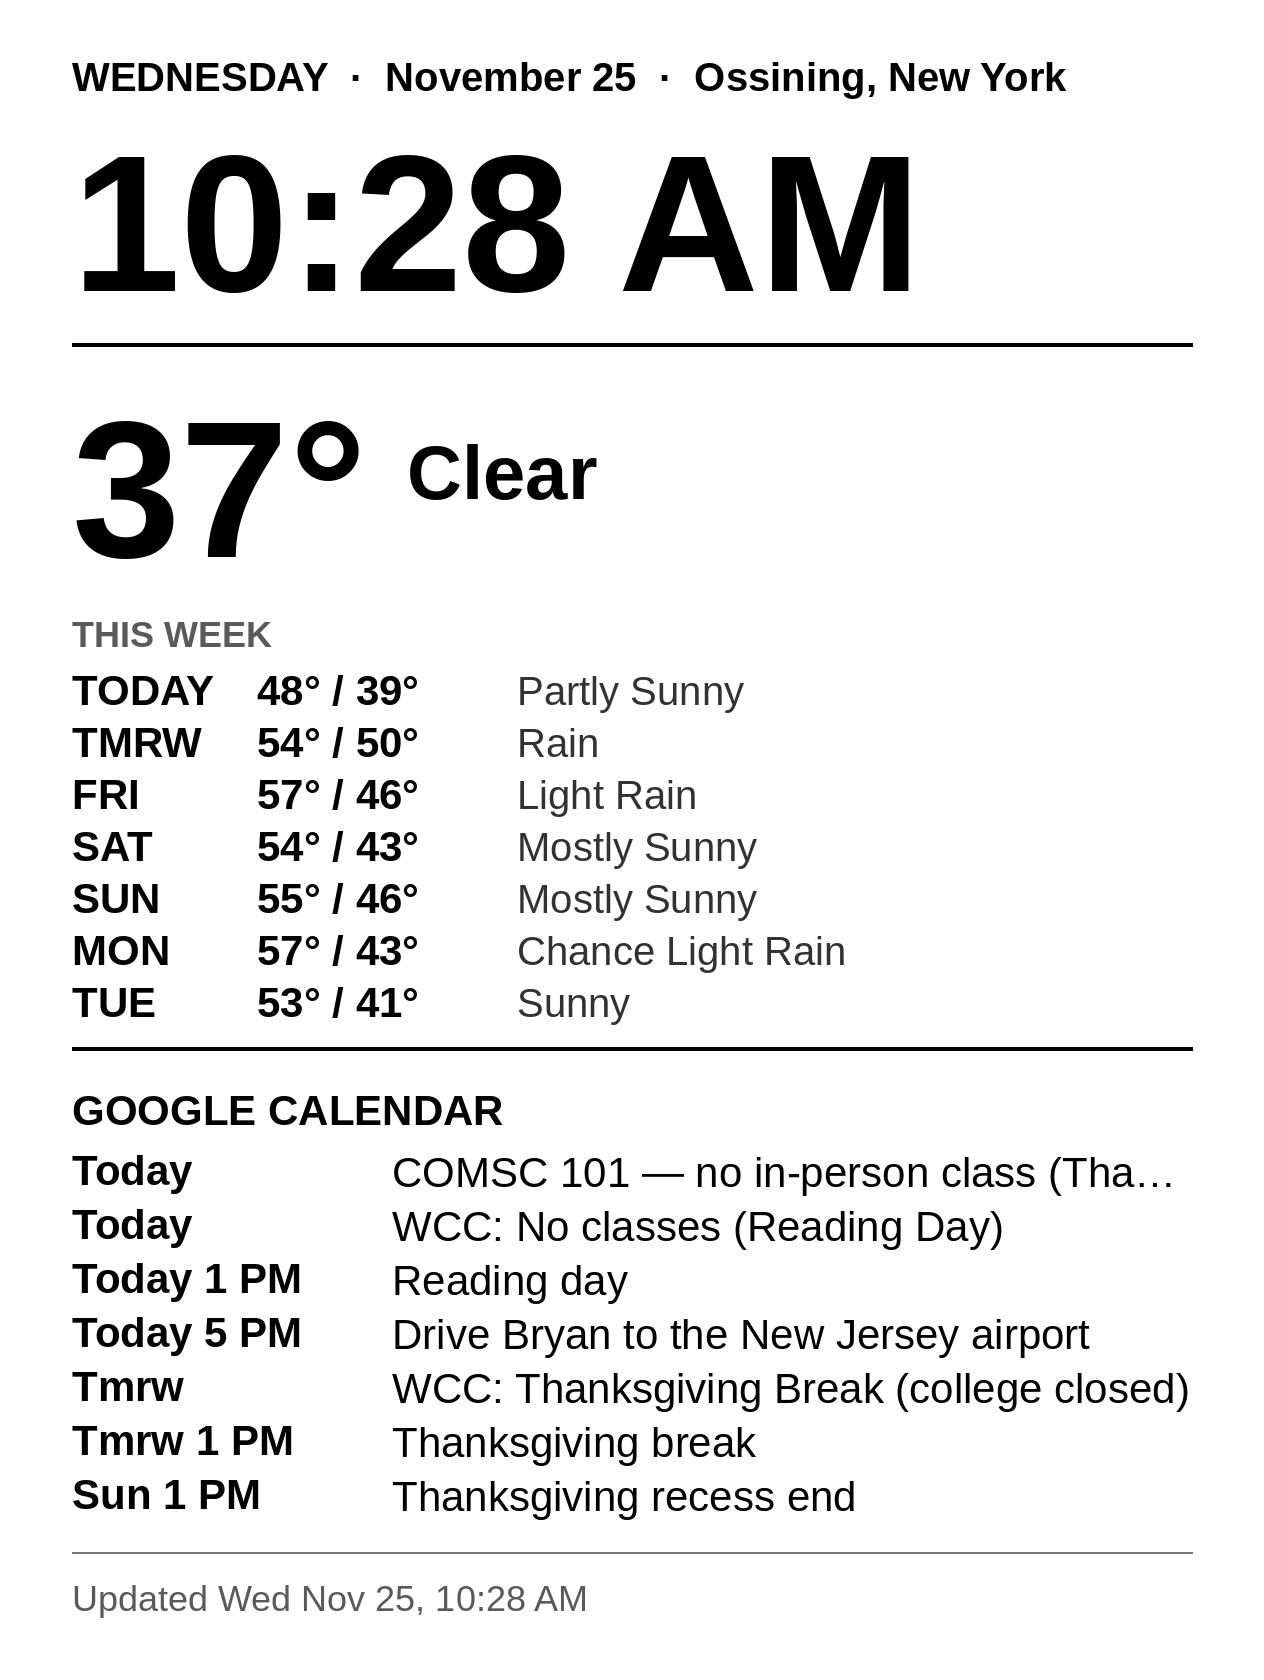 WEDNESDAY · November 25 · Ossining, New York
10:28 AM
37° Clear
THIS WEEK
TODAY 48° / 39° Partly Sunny
TMRW 54° / 50° Rain
FRI 57° / 46° Light Rain
SAT 54° / 43° Mostly Sunny
SUN 55° / 46° Mostly Sunny
MON 57° / 43° Chance Light Rain
TUE 53° / 41° Sunny
GOOGLE CALENDAR
Today COMSC 101 — no in-person class (Tha…
Today WCC: No classes (Reading Day)
Today 1 PM Reading day
Today 5 PM Drive Bryan to the New Jersey airport
Tmrw WCC: Thanksgiving Break (college closed)
Tmrw 1 PM Thanksgiving break
Sun 1 PM Thanksgiving recess end
Updated Wed Nov 25, 10:28 AM